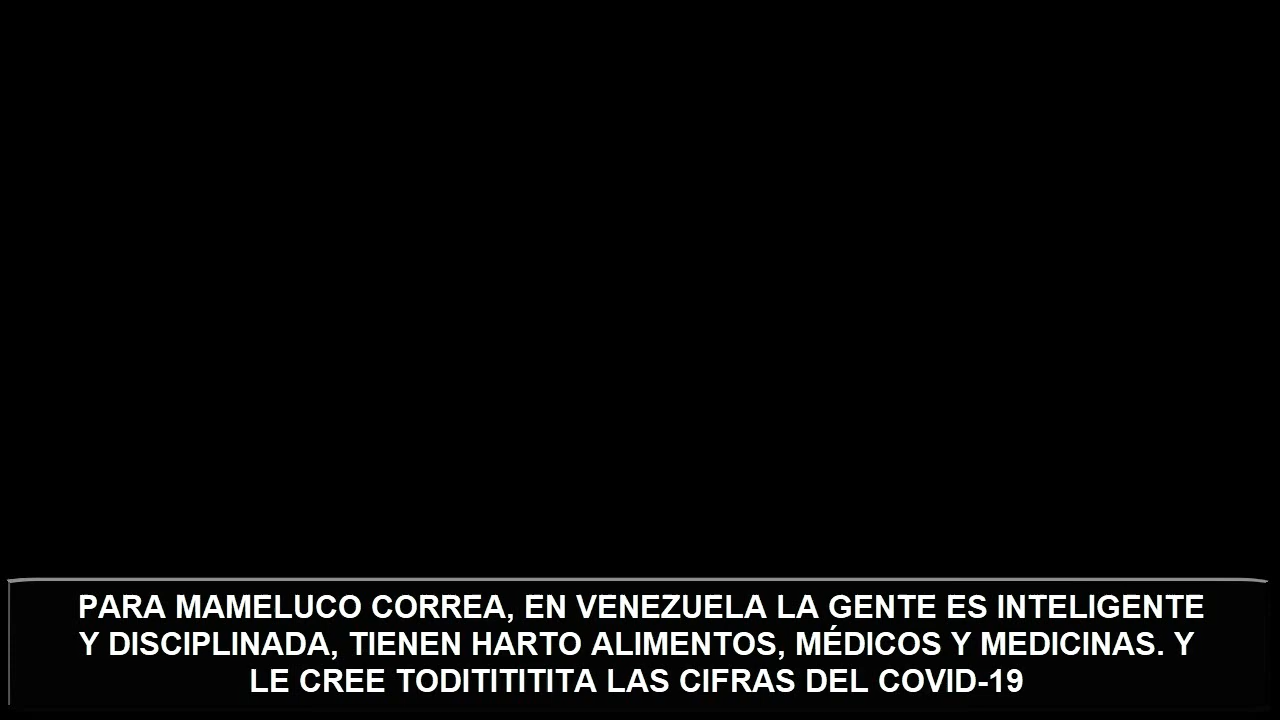 PARA MAMELUCO CORREA, EN VENEZUELA LA GENTE ES INTELIGENTE
Y DISCIPLINADA, TIENEN HARTO ALIMENTOS, MÉDICOS Y MEDICINAS. Y
LE CREE TODITITITITA LAS CIFRAS DEL COVID-19